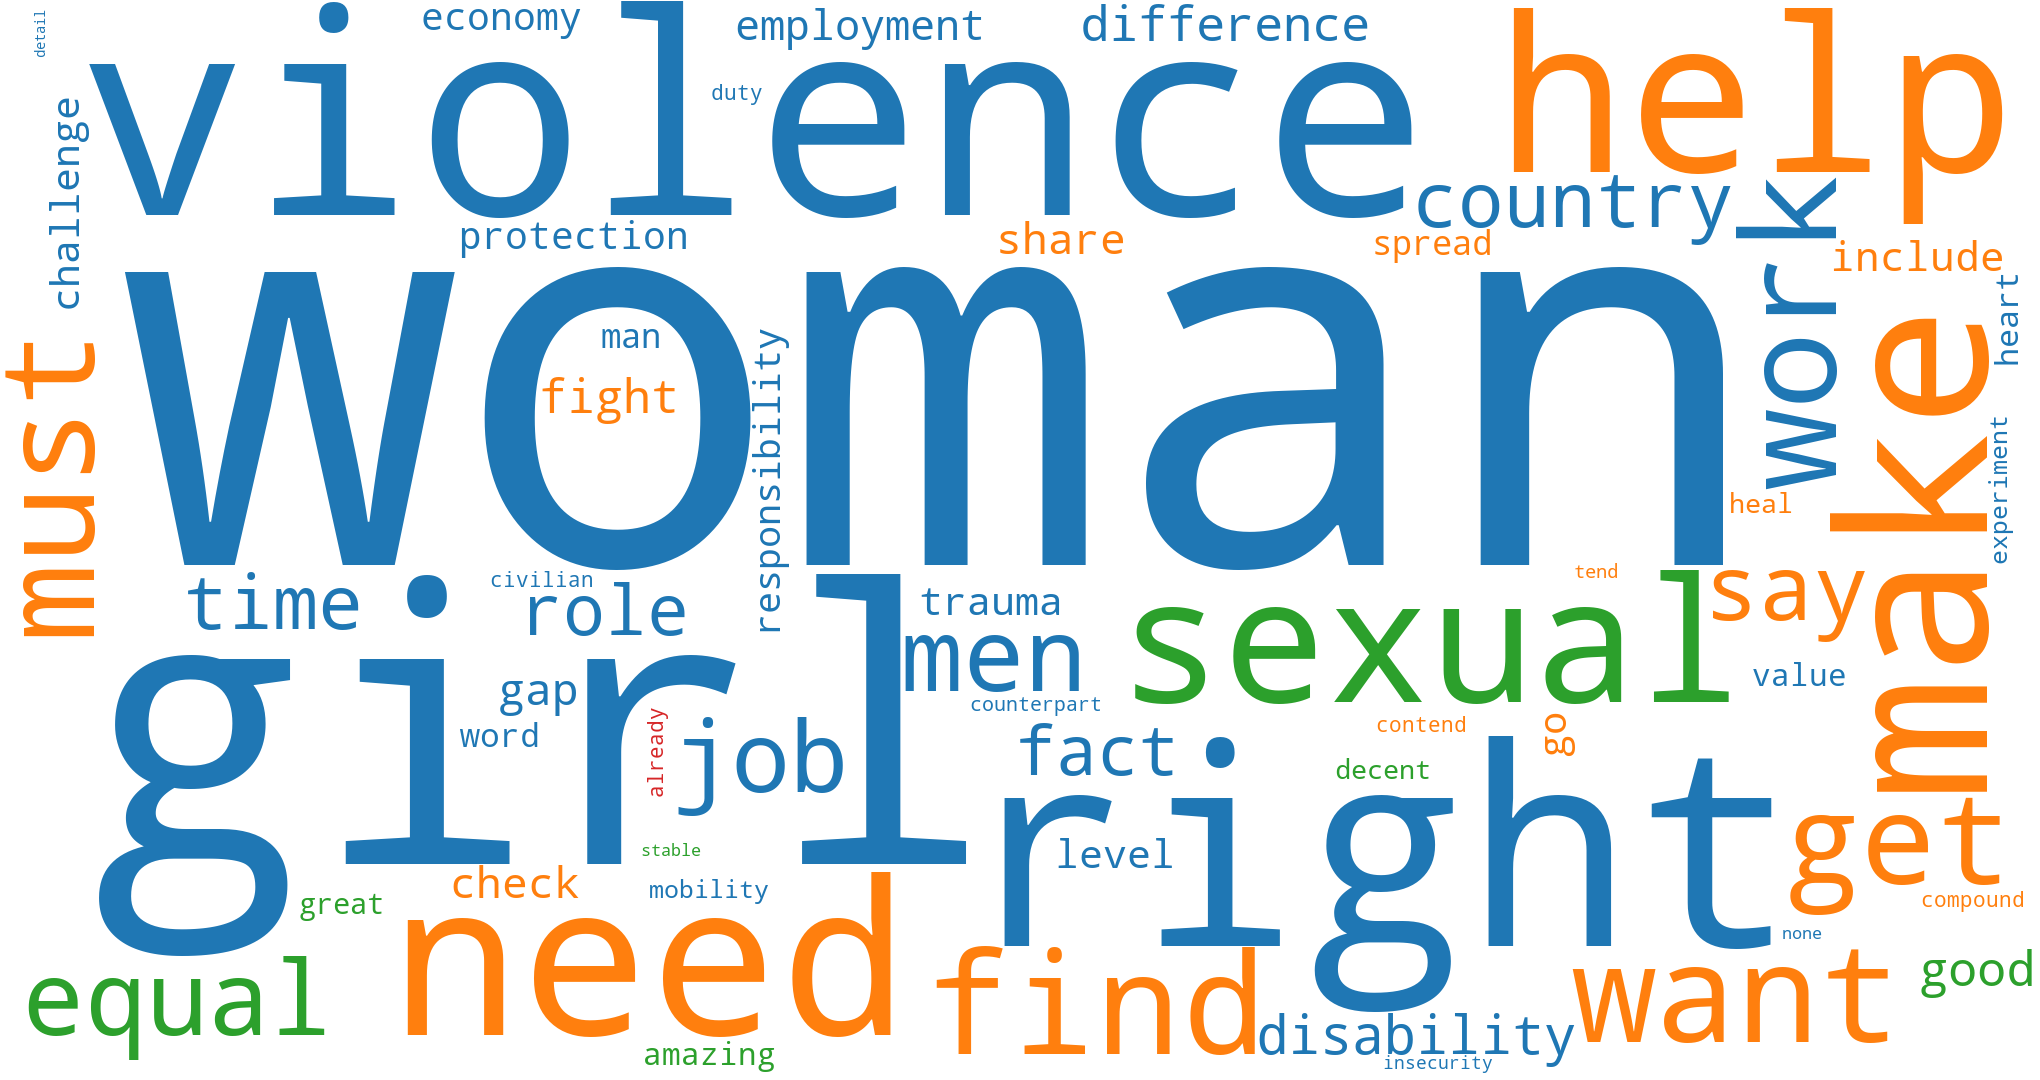 detail
economy
employment
difference
violence
help
duty
challenge
protection
share
country
spread
work
include
woman
man
fight
responsibility
must
make
heart
experiment
heal
time
civilian
role
trauma
men
sexual
tend
say
girl
gap
word
already
job
counterpart
fact
contend
go
value
decent
right
level
get
stable
check
mobility
great
need
compound
none
equal
find
want
good
amazing
disability
insecurity